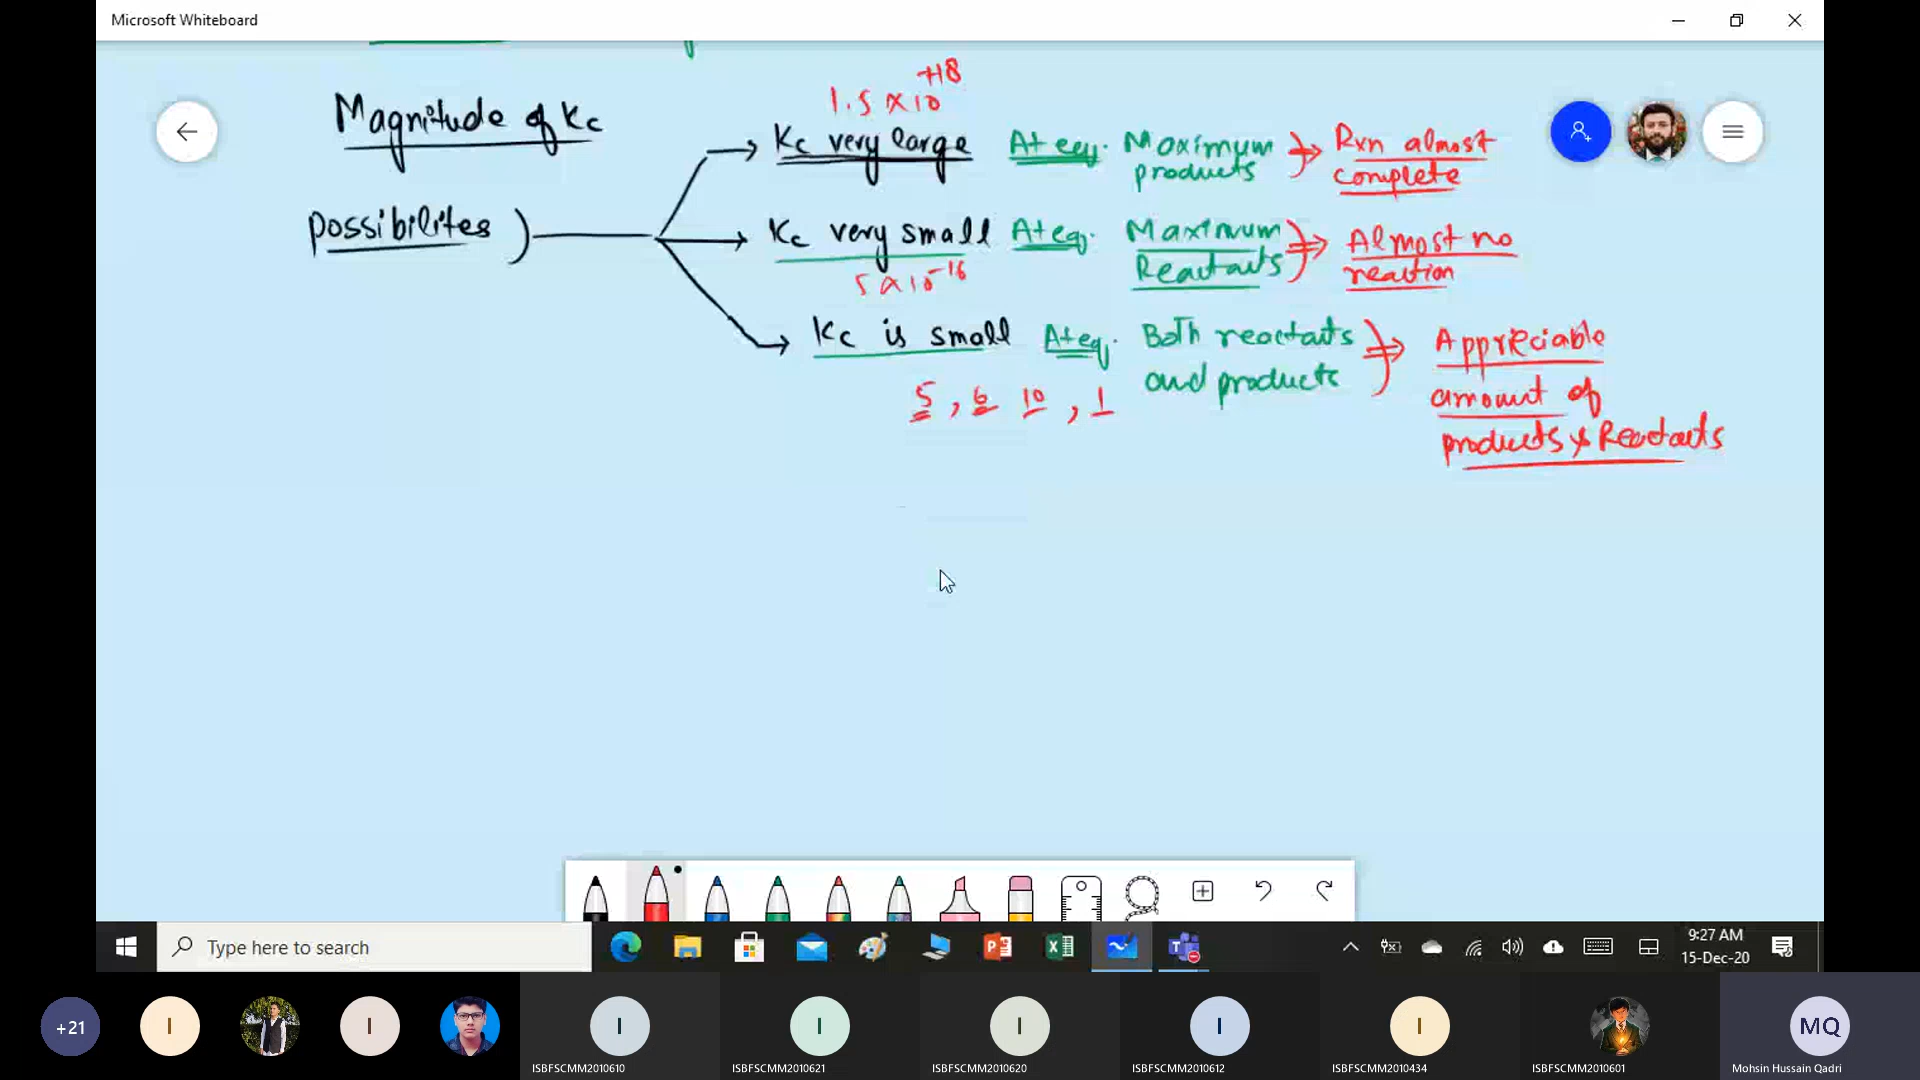 Microsoft Whiteboard
Magnitude of Kc
possibilites )
1.5 × 10 +18
Kc very large At eq. Maximum products Rxn almost complete
Kc very small At eq. Maximum Reactants Almost no reaction
5 × 10 -16
Kc is small At eq. Both reactants and products Appreciable amount of products & Reactants
5 , 6 10 , 1
Type here to search
9:27 AM
15-Dec-20
+21
I
I
I
I
I
I
I
MQ
ISBFSCMM2010610
ISBFSCMM2010621
ISBFSCMM2010620
ISBFSCMM2010612
ISBFSCMM2010434
ISBFSCMM2010601
Mohsin Hussain Qadri